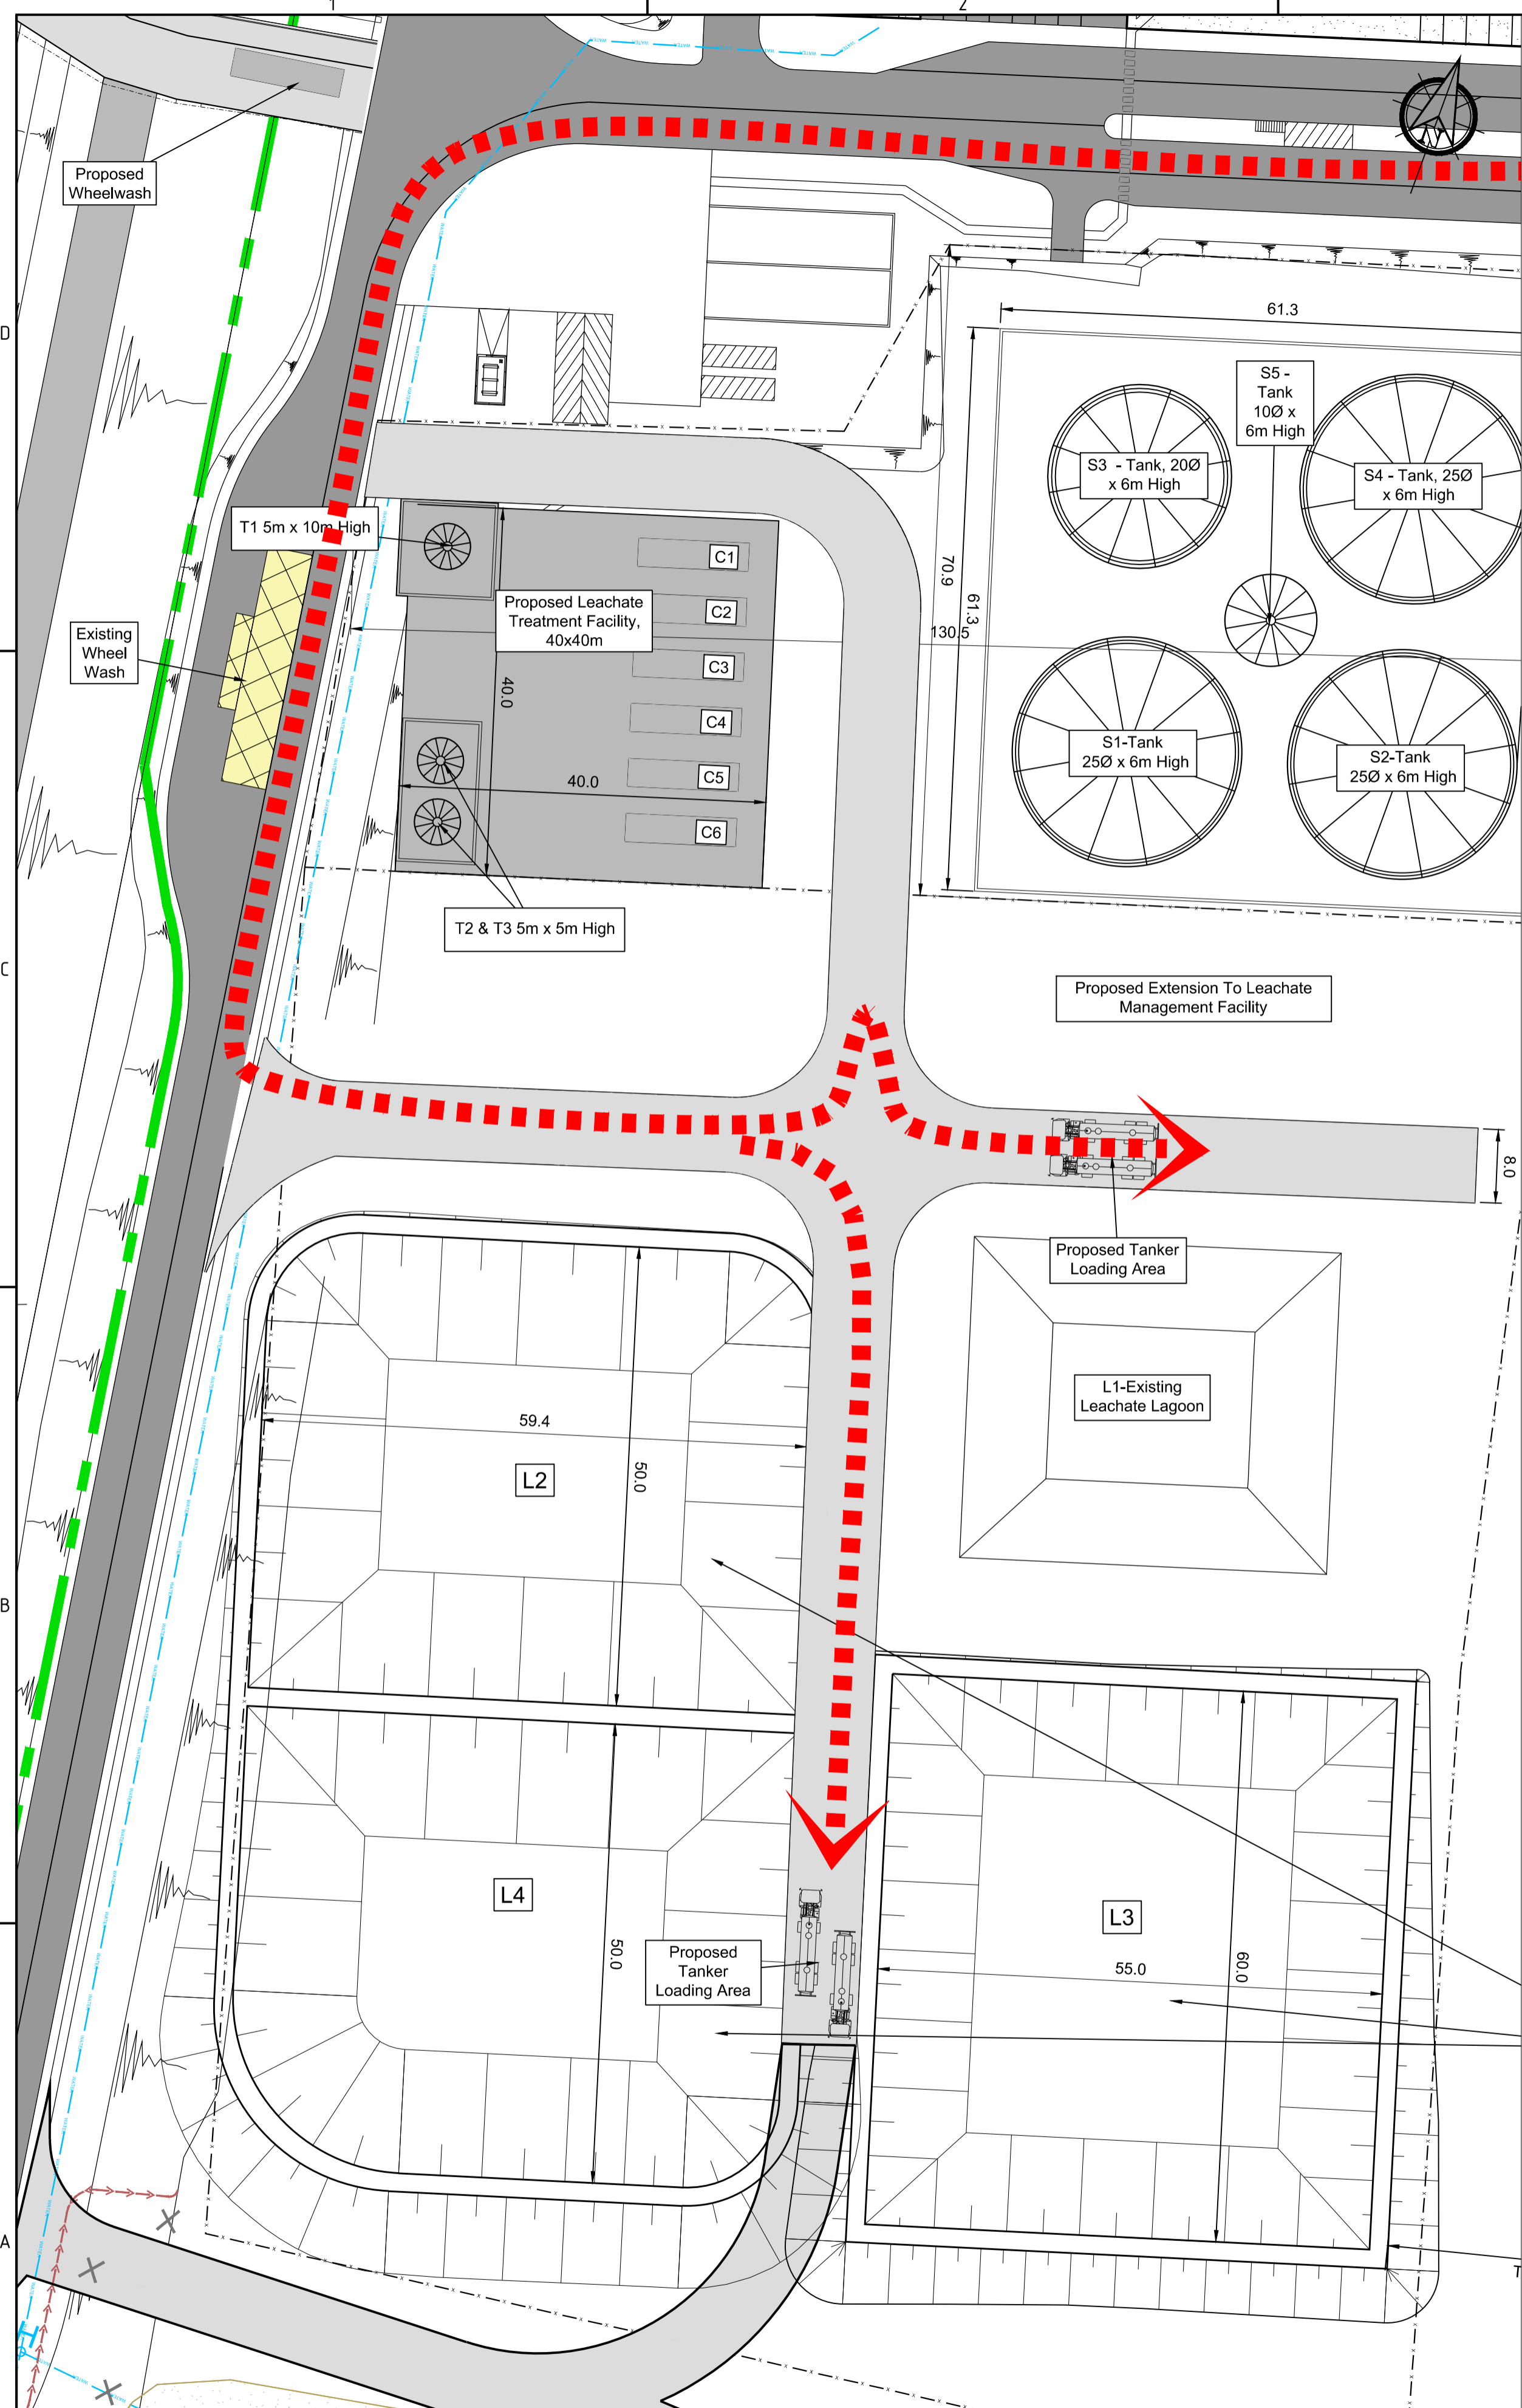 1
2
D
C
B
A
Proposed
Wheelwash
N
61.3
S5 -
Tank
10Ø x
6m High
S3 - Tank, 20Ø
x 6m High
S4 - Tank, 25Ø
x 6m High
T1 5m x 10m High
C1
C2
C3
C4
C5
C6
Proposed Leachate
Treatment Facility,
40x40m
70.9
61.3
130.5
Existing
Wheel
Wash
40.0
40.0
S1-Tank
25Ø x 6m High
S2-Tank
25Ø x 6m High
T2 & T3 5m x 5m High
Proposed Extension To Leachate
Management Facility
8.0
Proposed Tanker
Loading Area
L1-Existing
Leachate Lagoon
59.4
50.0
L2
L4
50.0
Proposed
Tanker
Loading Area
L3
55.0
60.0
T
WATER